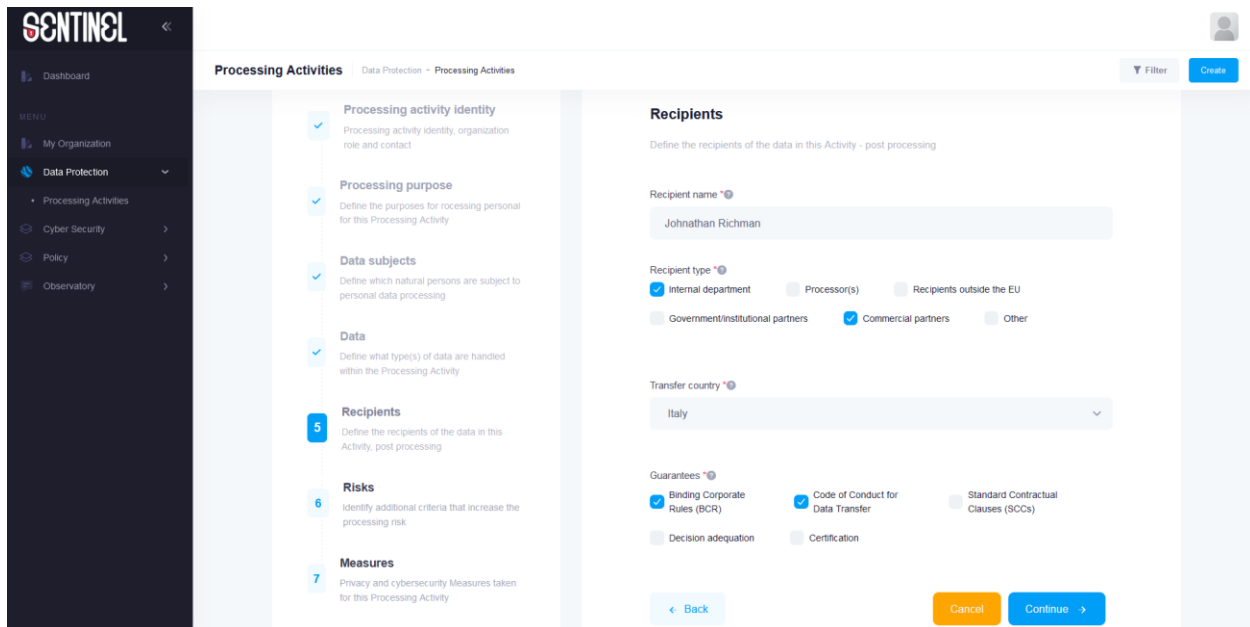 SENTINEL
Dashboard
MENU
My Organization
Data Protection
Processing Activities
Cyber Security
Policy
Observatory
Processing Activities
Data Protection - Processing Activities
Filter
Create
Processing activity identity
Processing activity identity, organization
role and contact
Processing purpose
Define the purposes for rocessing personal
for this Processing Activity
Data subjects
Define which natural persons are subject to
personal data processing
Data
Define what type(s) of data are handled
within the Processing Activity
5
Recipients
Define the recipients of the data in this
Activity, post processing
6
Risks
Identify additional criteria that increase the
processing risk
7
Measures
Privacy and cybersecurity Measures taken
for this Processing Activity
Recipients
Define the recipients of the data in this Activity - post processing
Recipient name *
Johnathan Richman
Recipient type *
Internal department Processor(s) Recipients outside the EU
Government/institutional partners Commercial partners Other
Transfer country *
Italy
Guarantees *
Binding Corporate
Rules (BCR)
Code of Conduct for
Data Transfer
Standard Contractual
Clauses (SCCs)
Decision adequation Certification
Back
Cancel
Continue